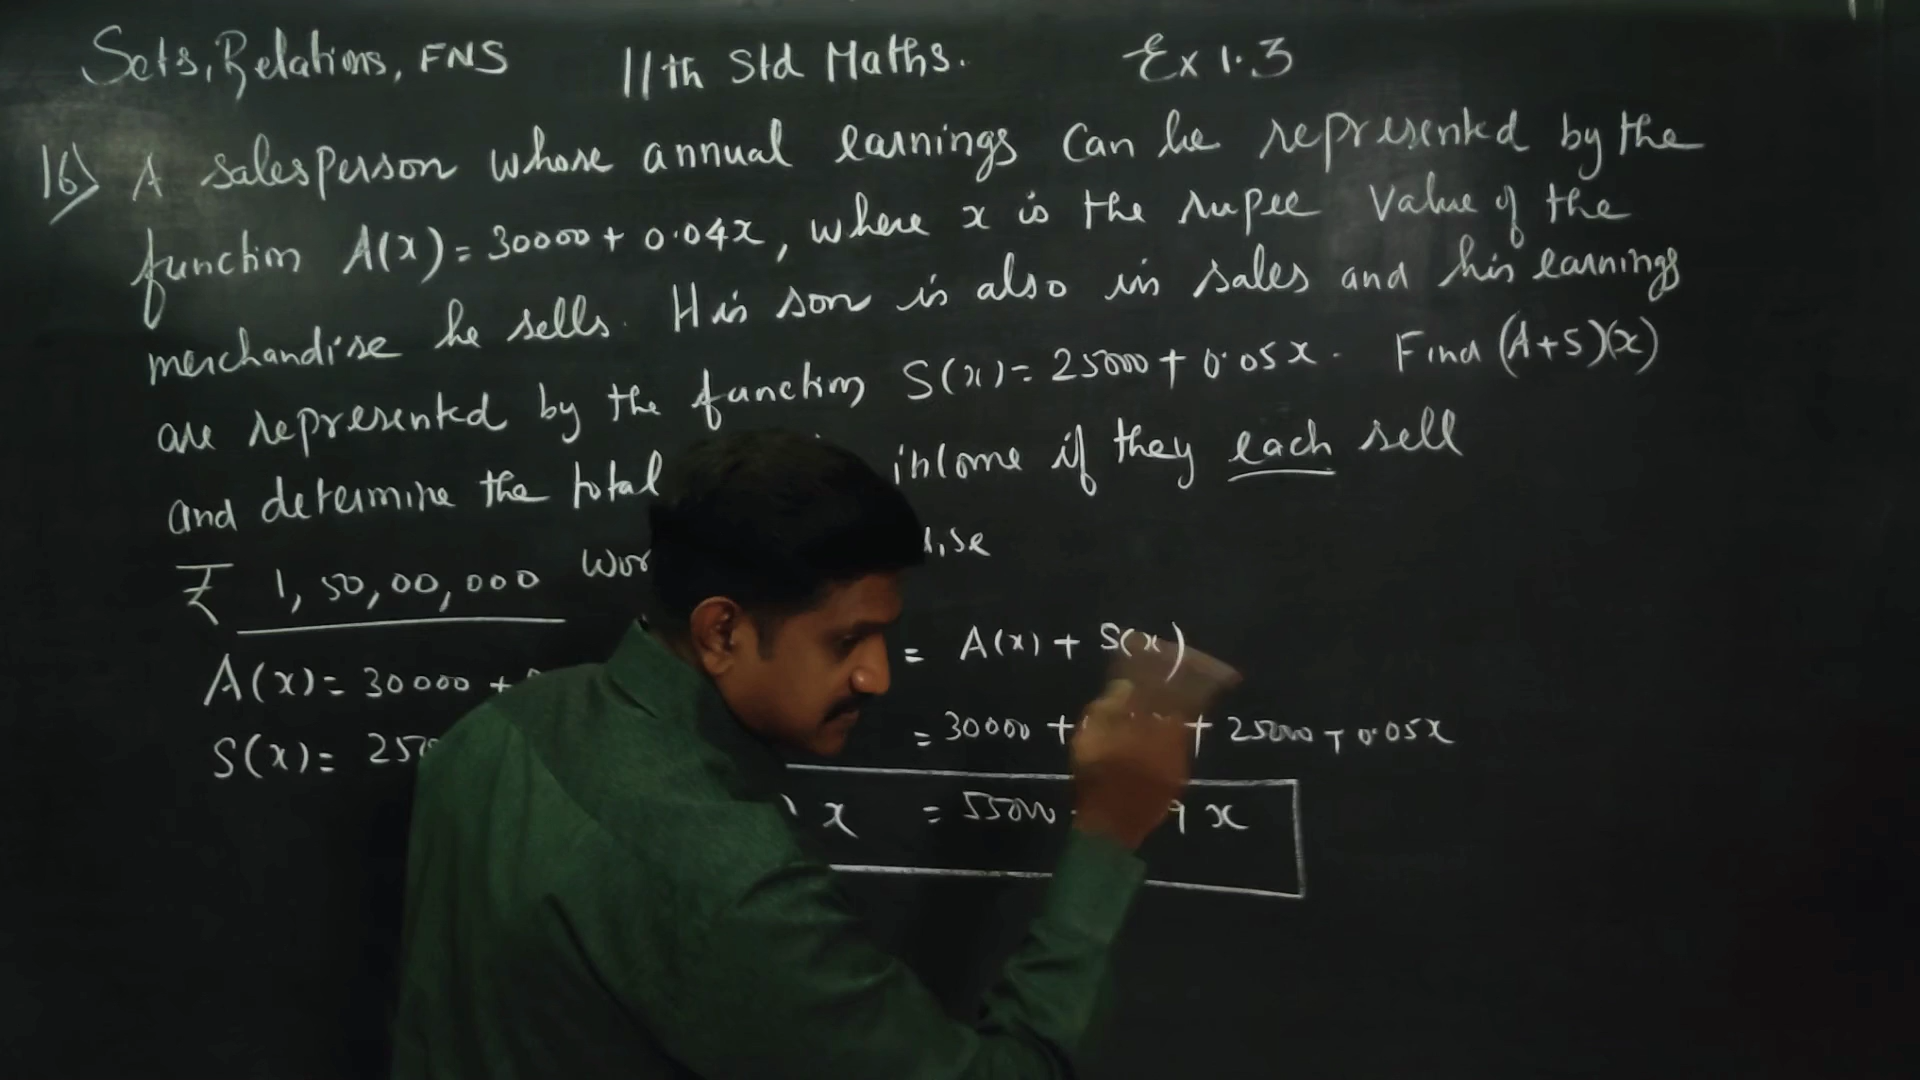 Sets, Relations, FNS 11th Std Maths. Ex 1.3
16) A salesperson whose annual earnings can be represented by the
function A(x) = 30000 + 0.04x, where x is the rupee value of the
merchandise he sells. His son is also in sales and his earnings
are represented by the function S(x) = 25000 + 0.05x. Find (A+S)(x)
and determine the total income if they each sell
₹ 1,50,00,000
A(x) = 30000 +
= A(x) + S(x)
S(x) =
= 30000 + + 25000 + 0.05x
x = 55000 x